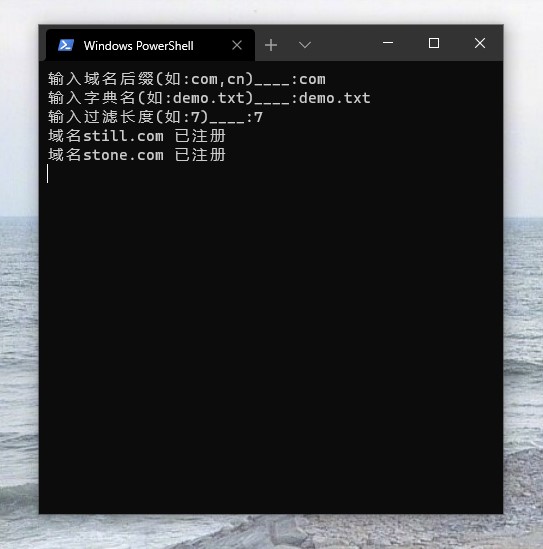 Windows PowerShell
输入域名后缀(如:com,cn)____:com
输入字典名(如:demo.txt)____:demo.txt
输入过滤长度(如:7)____:7
域名still.com 已注册
域名stone.com 已注册